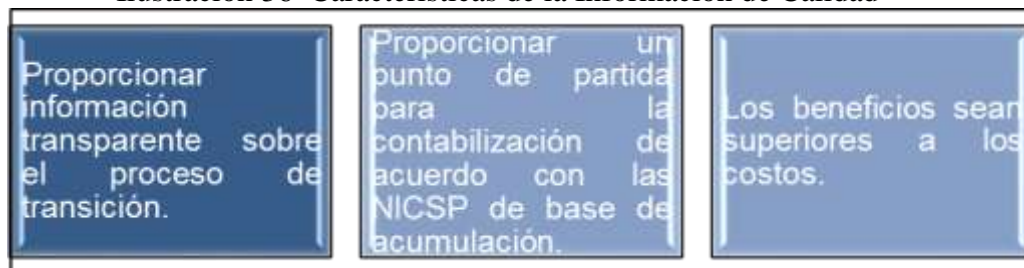 Ilustración 38 Características de la Información de Calidad
Proporcionar
información
transparente sobre
el proceso de
transición.
Proporcionar un
punto de partida
para la
contabilización de
acuerdo con las
NICSP de base de
acumulación.
Los beneficios sean
superiores a los
costos.